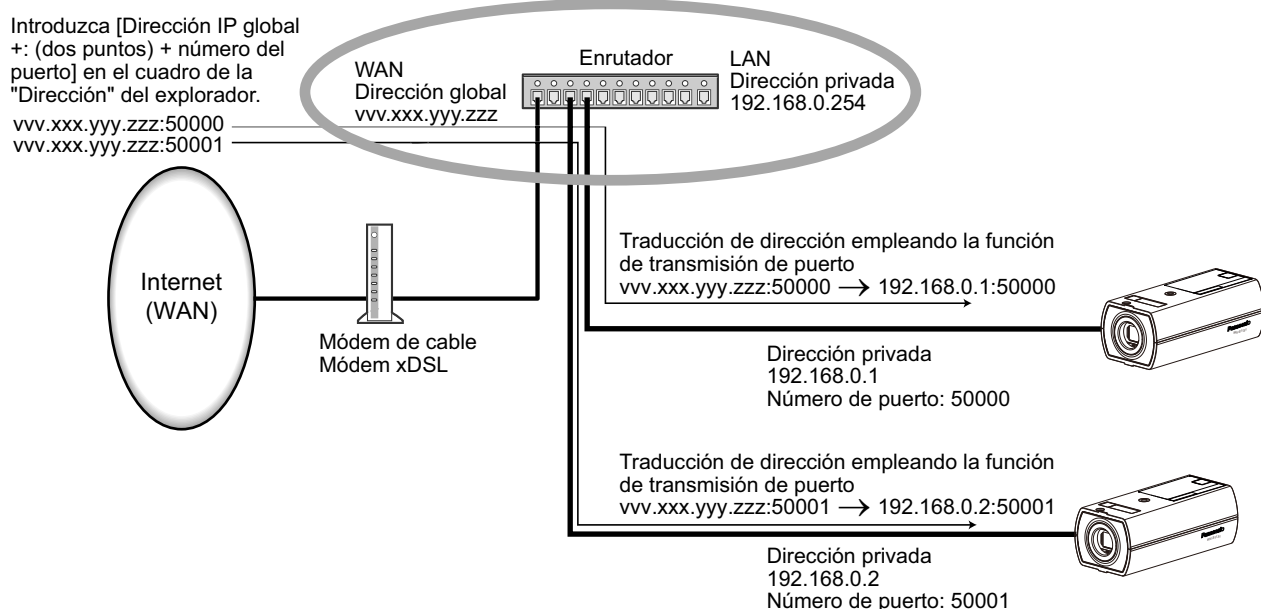 Introduzca [Dirección IP global
+: (dos puntos) + número del
puerto] en el cuadro de la
"Dirección" del explorador.
vvv.xxx.yyy.zzz:50000
vvv.xxx.yyy.zzz:50001
WAN
Dirección global
vvv.xxx.yyy.zzz
Enrutador
LAN
Dirección privada
192.168.0.254
Internet
(WAN)
Módem de cable
Módem xDSL
Traducción de dirección empleando la función
de transmisión de puerto
vvv.xxx.yyy.zzz:50000 → 192.168.0.1:50000
Panasonic
Dirección privada
192.168.0.1
Número de puerto: 50000
Traducción de dirección empleando la función
de transmisión de puerto
vvv.xxx.yyy.zzz:50001 → 192.168.0.2:50001
Panasonic
Dirección privada
192.168.0.2
Número de puerto: 50001